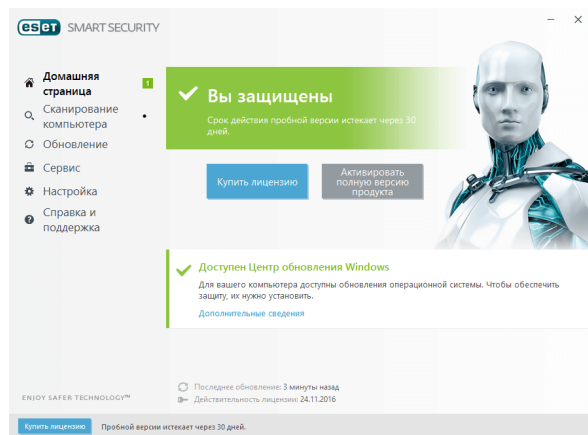 eset SMART SECURITY
Домашняя
страница
1
Сканирование
компьютера
Обновление
Сервис
Настройка
Справка и
поддержка
Вы защищены
Срок действия пробной версии истекает через 30
дней.
Купить лицензию
Активировать
полную версию
продукта
Доступен Центр обновления Windows
Для вашего компьютера доступны обновления операционной системы. Чтобы обеспечить
защиту, их нужно установить.
Дополнительные сведения
Последнее обновление: 3 минуты назад
Действительность лицензии: 24.11.2016
ENJOY SAFER TECHNOLOGY™
Купить лицензию
Пробной версии истекает через 30 дней.